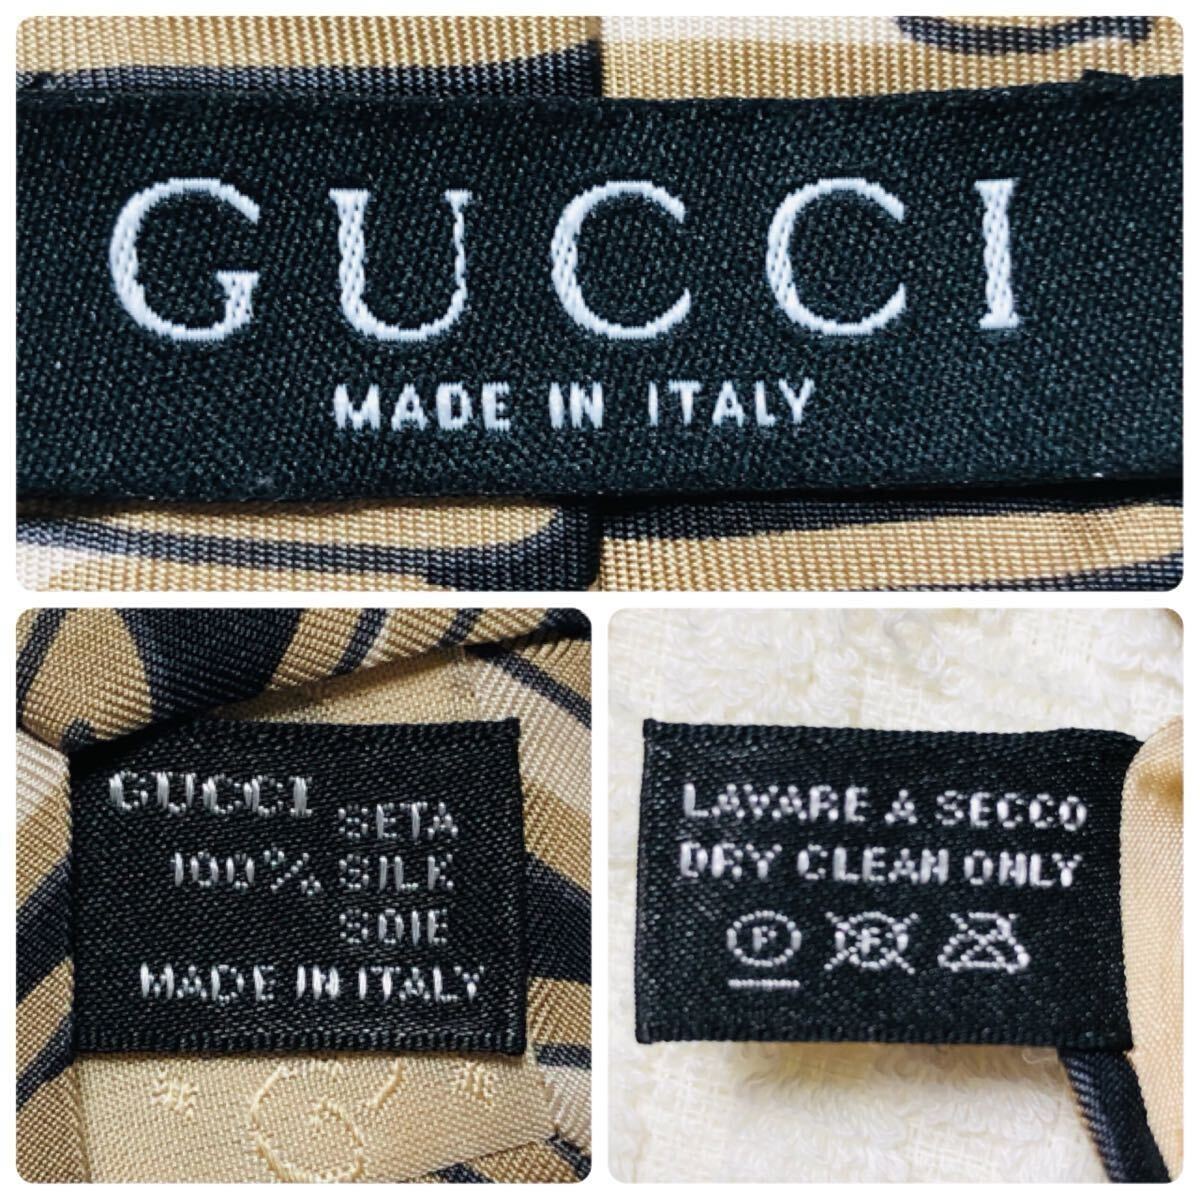 GUCCI
MADE IN ITALY
GUCCI
SETA
100% SILK
SOIE
MADE IN ITALY
LAVARE A SECCO
DRY CLEAN ONLY
F